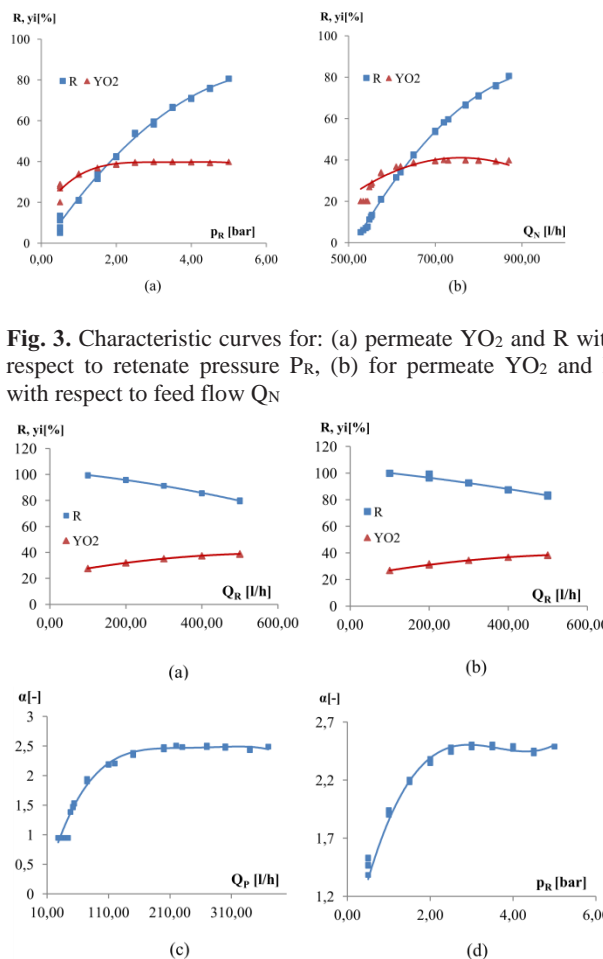 R, yi[%]
100
80
60
40
20
0
R YO2
0,00 2,00 4,00 6,00
pR [bar]
(a)
R, yi[%]
100
80
60
40
20
0
R YO2
500,00 700,00 900,00
QN [l/h]
(b)
Fig. 3. Characteristic curves for: (a) permeate YO2 and R wit
respect to retenate pressure PR, (b) for permeate YO2 and
with respect to feed flow QN
R, yi[%]
120
100
80
60
40
20
0
R
YO2
QR [l/h]
0,00 200,00 400,00 600,00
(a)
R, yi[%]
120
100
80
60
40
20
0
R
YO2
QR [l/h]
0,00 200,00 400,00 600,0
(b)
α[-]
3
2,5
2
1,5
1
0,5
0
QP [l/h]
10,00 110,00 210,00 310,00
(c)
α[-]
2,7
2,2
1,7
1,2
pR [bar]
0,00 2,00 4,00 6,0
(d)